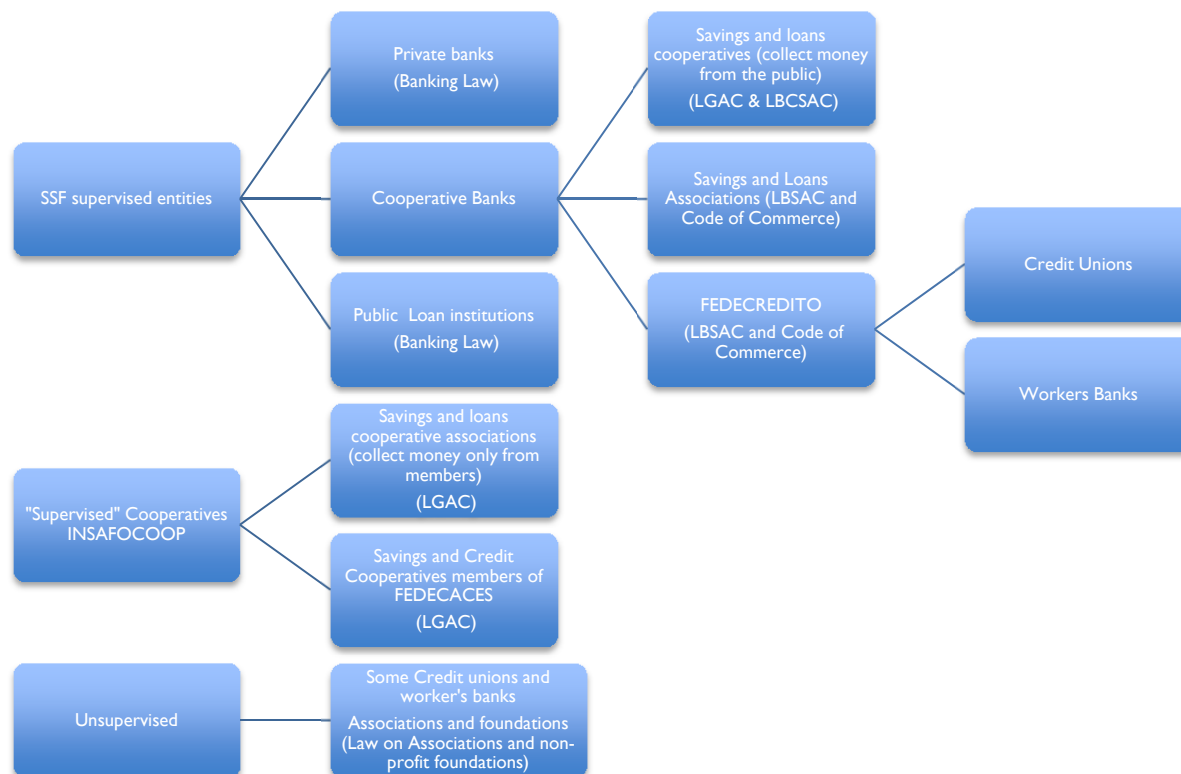 Private banks
(Banking Law)
Savings and loans
cooperatives (collect money
from the public)
(LGAC & LBCSAC)
SSF supervised entities
Cooperative Banks
Savings and Loans
Associations (LBSAC and
Code of Commerce)
Public Loan institutions
(Banking Law)
FEDECREDITO
(LBSAC and Code of
Commerce)
Credit Unions
Workers Banks
"Supervised" Cooperatives
INSAFOCOOP
Savings and loans
cooperative associations
(collect money only from
members)
(LGAC)
Savings and Credit
Cooperatives members of
FEDECACES
(LGAC)
Unsupervised
Some Credit unions and
worker's banks
Associations and foundations
(Law on Associations and non-
profit foundations)